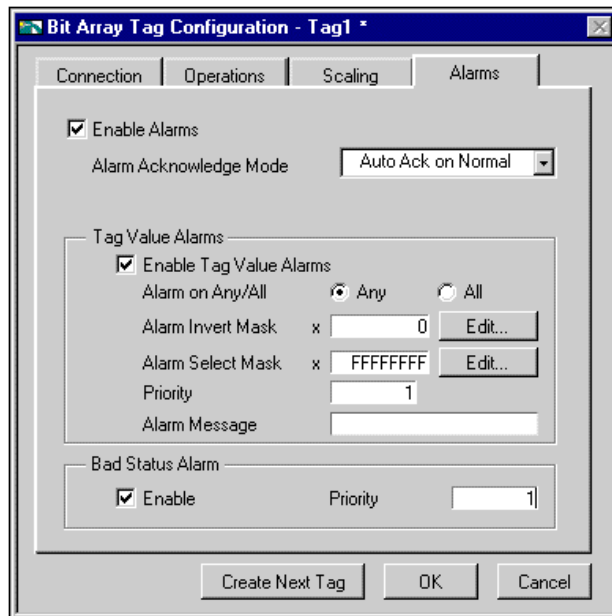 Bit Array Tag Configuration - Tag1 *
Connection Operations Scaling Alarms
Enable Alarms
Alarm Acknowledge Mode Auto Ack on Normal
Tag Value Alarms
Enable Tag Value Alarms
Alarm on Any/All Any All
Alarm Invert Mask x 0 Edit...
Alarm Select Mask x FFFFFFFF Edit...
Priority 1
Alarm Message
Bad Status Alarm
Enable Priority 1
Create Next Tag OK Cancel